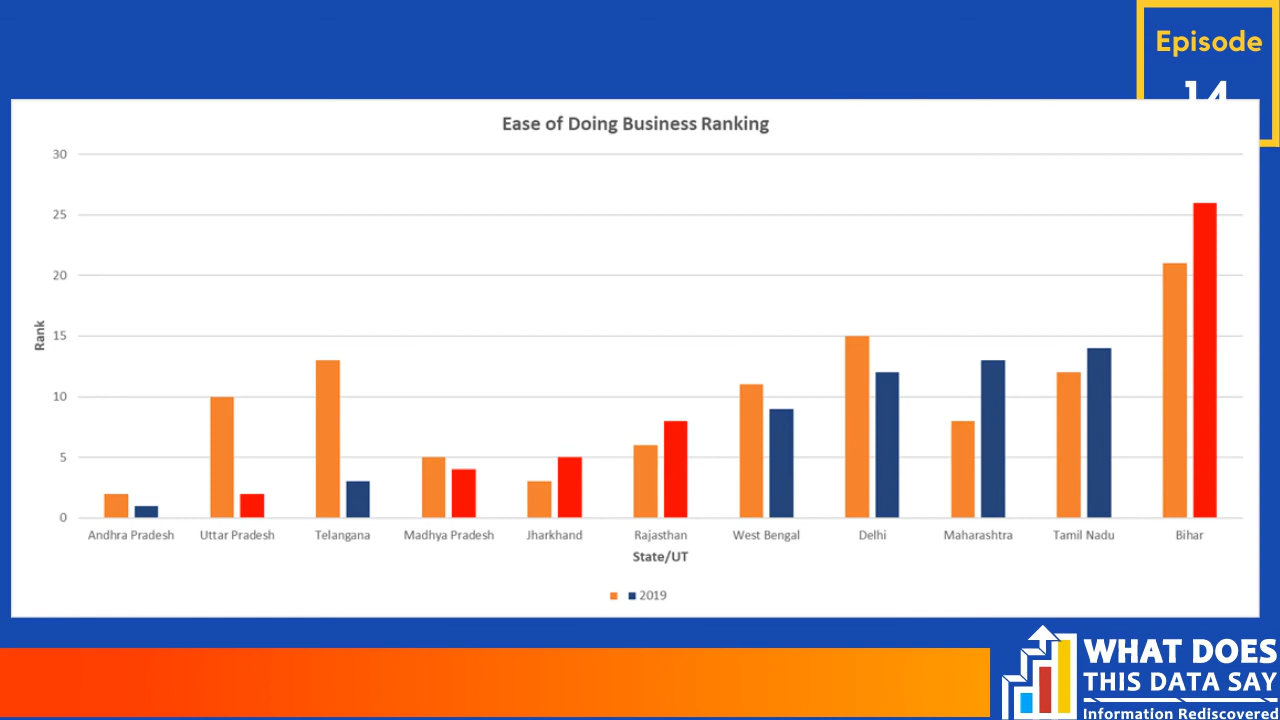 Episode
14
Ease of Doing Business Ranking
30
25
20
15
10
5
0
Rank
Andhra Pradesh Uttar Pradesh Telangana Madhya Pradesh Jharkhand Rajasthan West Bengal Delhi Maharashtra Tamil Nadu Bihar
State/UT
2019
WHAT DOES
THIS DATA SAY
Information Rediscovered